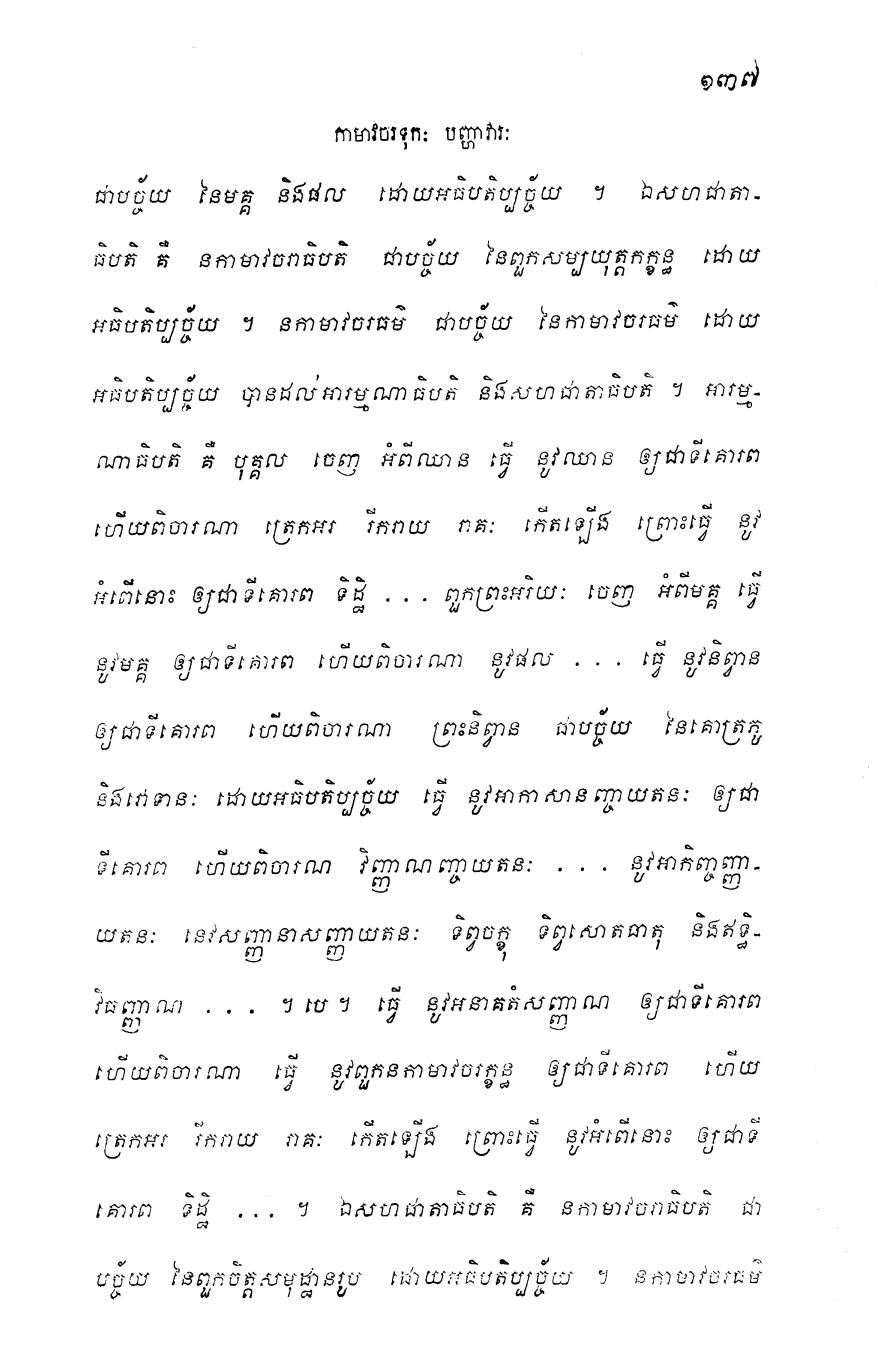 ១៣៧
កាមាវចរទុក: បញ្ហាវារ:
ជាបច្ច័យ នៃមគ្គ និងផល ដោយអធិបតិប្បច្ច័យ ។ ឯសហជាតា-
ធិបតិ គឺ នកាមាវចរាធិបតិ ជាបច្ច័យ នៃពួកសម្បយុត្តកក្ខន្ធ ដោយ
អធិបតិប្បច្ច័យ ។ នកាមាវចរធម៌ ជាបច្ច័យ នៃកាមាវចរធម៌ ដោយ
អធិបតិប្បច្ច័យ បានដល់អារម្មណាធិបតិ និងសហជាតាធិបតិ ។ អារម្ម-
ណាធិបតិ គឺ បុគ្គល ចេញ អំពីឈាន ធ្វើ នូវឈាន ឲ្យជាទីគោរព
ហើយពិចារណា ត្រេកអរ រីករាយ រាគ: កើតឡើង ព្រោះធ្វើ នូវ
អំពើនោះ ឲ្យជាទីគោរព ទិដ្ឋិ ... ពួកព្រះអរិយ: ចេញ អំពីមគ្គ ធ្វើ
នូវមគ្គ ឲ្យជាទីគោរព ហើយពិចារណា នូវផល ... ធ្វើ នូវនិព្វាន
ឲ្យជាទីគោរព ហើយពិចារណា ព្រះនិព្វាន ជាបច្ច័យ នៃគោត្រភូ
និងវោទាន: ដោយអធិបតិប្បច្ច័យ ធ្វើ នូវអាកាសានញ្ចាយតន: ឲ្យជា
ទីគោរព ហើយពិចារណ វិញ្ញាណញ្ចាយតន: ... នូវអាកិញ្ចញ្ញា-
យតន: នេវសញ្ញានាសញ្ញាយតន: ទិព្វចក្ខុ ទិព្វសោតធាតុ និងឥទ្ធិ-
វិធញ្ញាណ ... ។ បេ ។ ធ្វើ នូវអនាគតំសញ្ញាណ ឲ្យជាទីគោរព
ហើយពិចារណា ធ្វើ នូវពួកនកាមាវចរក្ខន្ធ ឲ្យជាទីគោរព ហើយ
ត្រេកអរ រីករាយ រាគ: កើតឡើង ព្រោះធ្វើ នូវអំពើនោះ ឲ្យជាទី
គោរព ទិដ្ឋិ ... ។ ឯសហជាតាធិបតិ គឺ នកាមាវចរាធិបតិ ជា
បច្ច័យ នៃពួកចិត្តសមុដ្ឋានរូប ដោយអធិបតិប្បច្ច័យ ។ នកាមាវចរធម៌